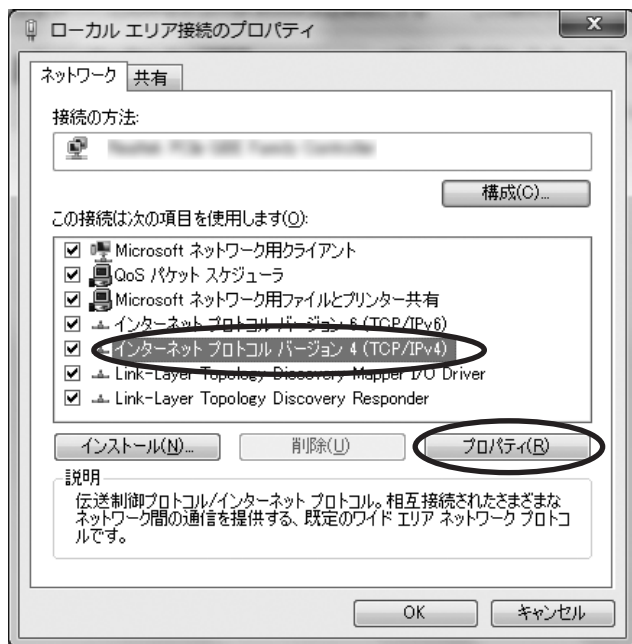 ローカル エリア接続のプロパティ
ネットワーク 共有
接続の方法:
構成(C)...
この接続は次の項目を使用します(O):
Microsoft ネットワーク用クライアント
QoS パケット スケジューラ
Microsoft ネットワーク用ファイルとプリンター共有
インターネット プロトコル バージョン 6 (TCP/IPv6)
インターネット プロトコル バージョン 4 (TCP/IPv4)
Link-Layer Topology Discovery Mapper I/O Driver
Link-Layer Topology Discovery Responder
インストール(N)... 削除(U) プロパティ(R)
説明
伝送制御プロトコル/インターネット プロトコル。相互接続されたさまざまな
ネットワーク間の通信を提供する、既定のワイド エリア ネットワーク プロトコ
ルです。
OK キャンセル